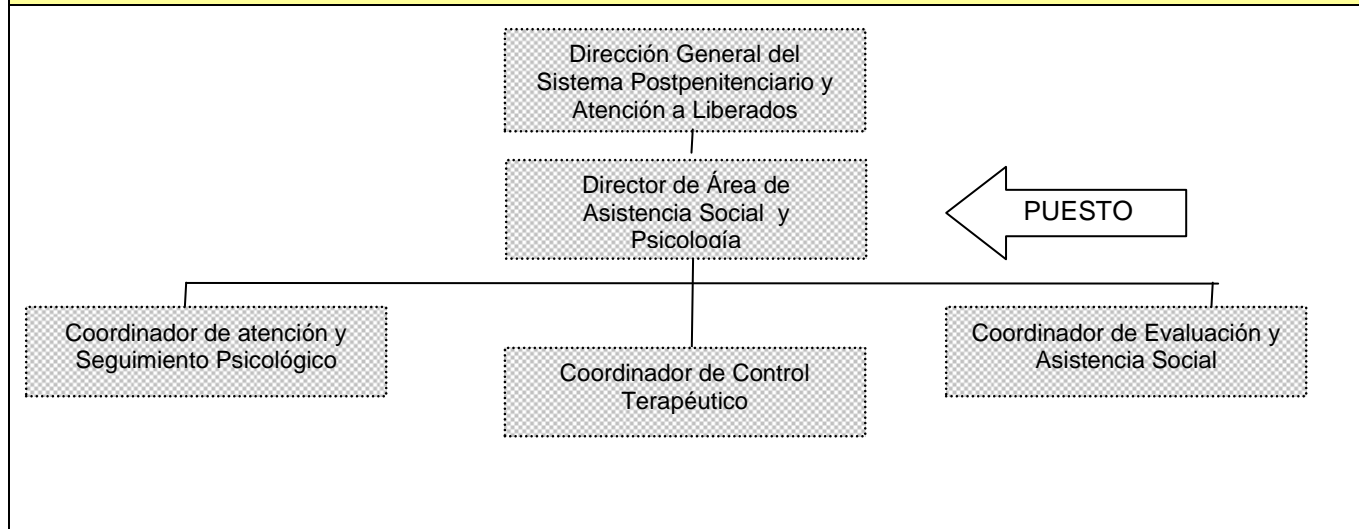 Dirección General del
Sistema Postpenitenciario y
Atención a Liberados
Director de Área de
Asistencia Social y
Psicología
PUESTO
Coordinador de atención y
Seguimiento Psicológico
Coordinador de Control
Terapéutico
Coordinador de Evaluación y
Asistencia Social